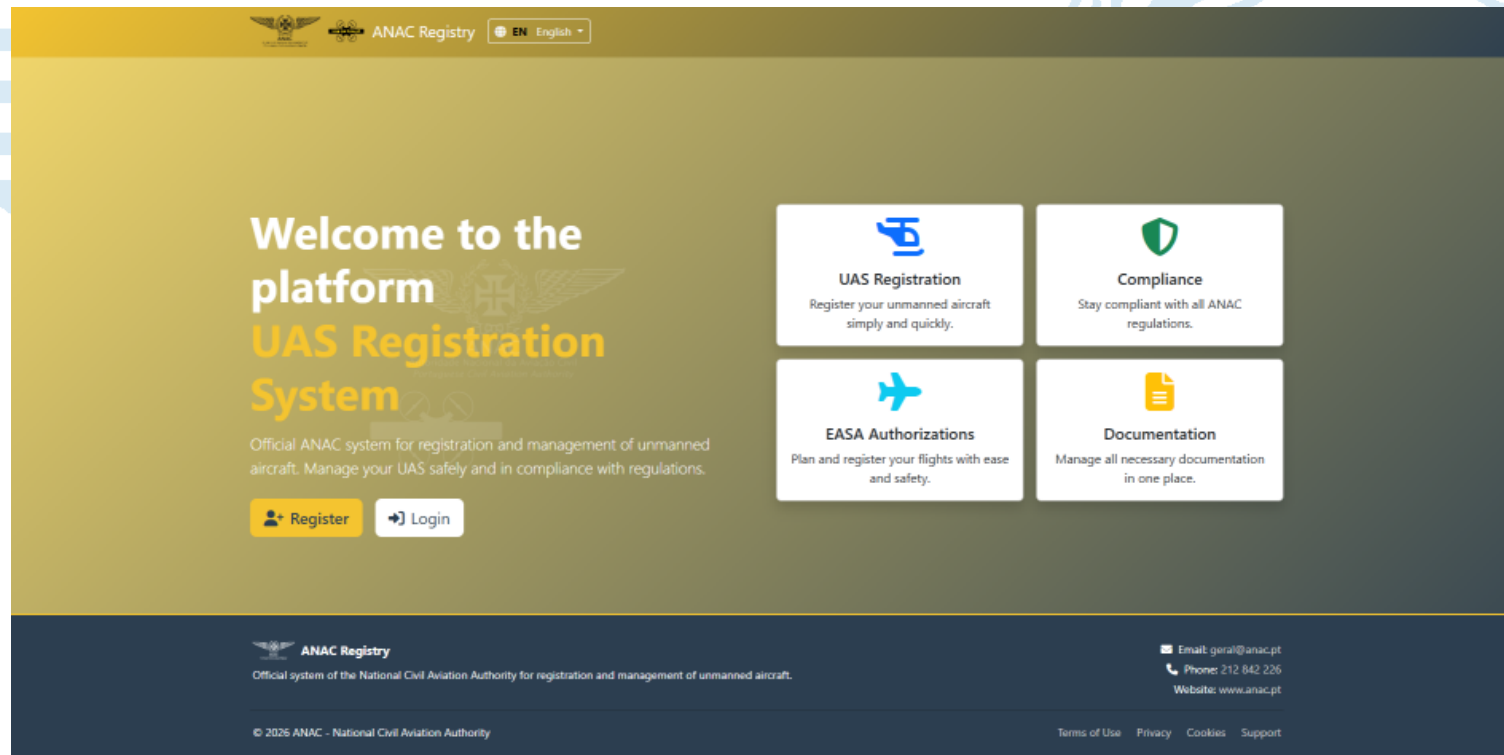 ANAC Registry
EN English
Welcome to the
platform
UAS Registration
System
Official ANAC system for registration and management of unmanned
aircraft. Manage your UAS safely and in compliance with regulations.
Register
Login
UAS Registration
Register your unmanned aircraft
simply and quickly.
Compliance
Stay compliant with all ANAC
regulations.
EASA Authorizations
Plan and register your flights with ease
and safety.
Documentation
Manage all necessary documentation
in one place.
ANAC Registry
Official system of the National Civil Aviation Authority for registration and management of unmanned aircraft.
Email: geral@anac.pt
Phone: 212 842 226
Website: www.anac.pt
© 2026 ANAC - National Civil Aviation Authority
Terms of Use Privacy Cookies Support